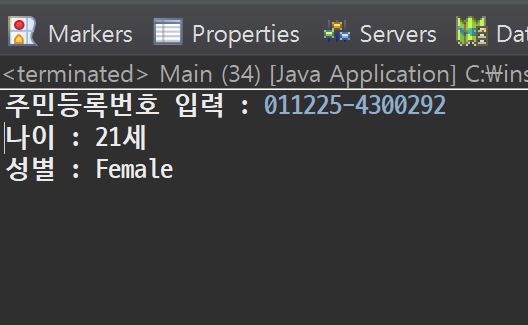 Markers Properties Servers Dat
<terminated> Main (34) [Java Application] C:₩ins
주민등록번호 입력 : 011225-4300292
나이 : 21세
성별 : Female